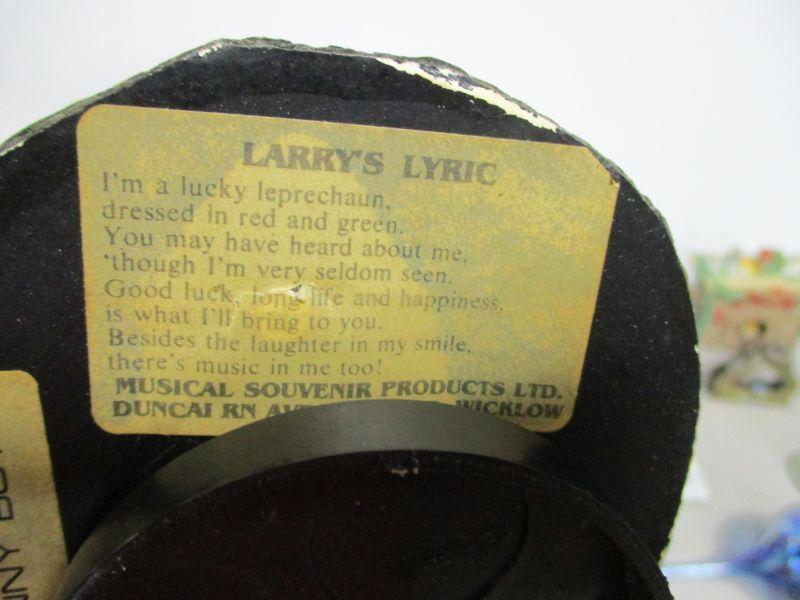 LARRY'S LYRIC
I'm a lucky leprechaun,
dressed in red and green.
You may have heard about me,
'though I'm very seldom seen.
Good luck, long life and happiness,
is what I'll bring to you.
Besides the laughter in my smile,
there's music in me too!
MUSICAL SOUVENIR PRODUCTS LTD.
WICKLOW